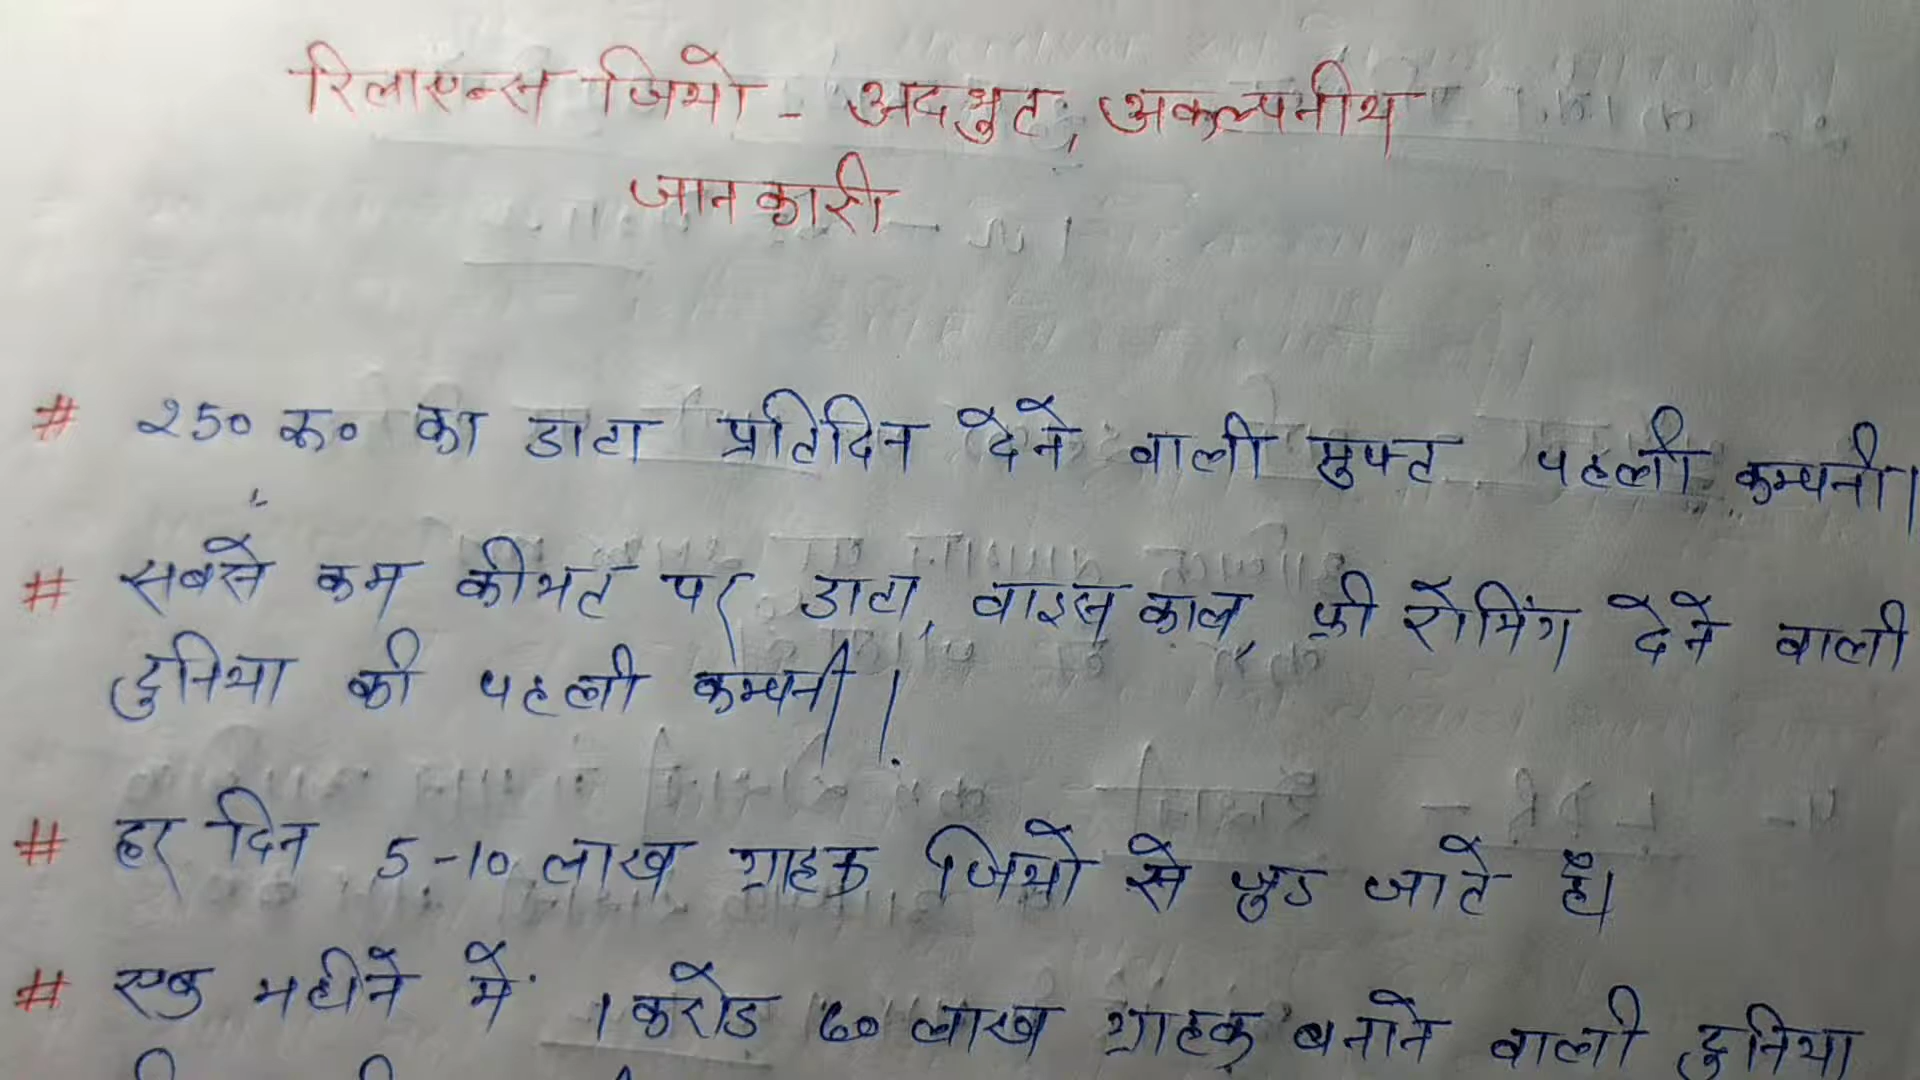 रिलाएन्स जियो - अदभुत, अकल्पनीय
जानकारी
# 250 रू० का डाटा प्रतिदिन देने वाली मुफ्त पहली कम्पनी।
# सबसे कम कीमत पर डाटा, वाइस काल, फ्री रोमिंग देने वाली
दुनिया की पहली कम्पनी।
# हर दिन 5-10 लाख ग्राहक जियो से जुड जाते है।
# एक महीने में 1 करोड 60 लाख ग्राहक बनाने वाली दुनिया